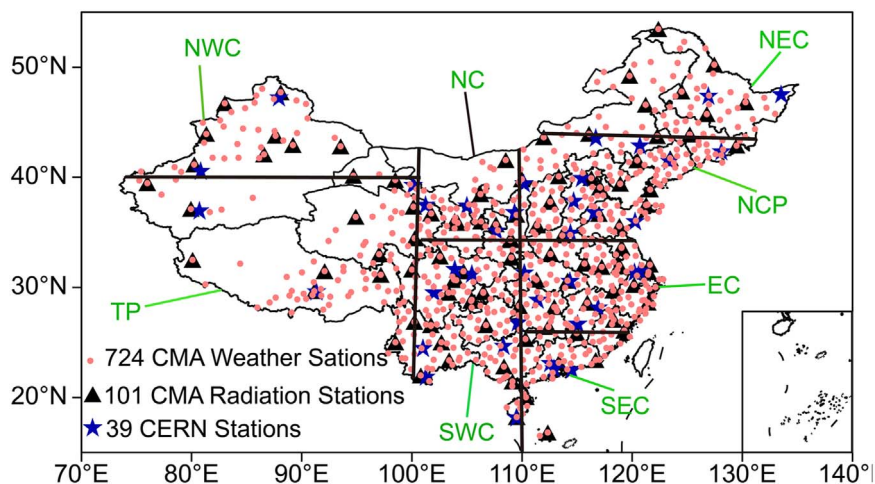 NWC
NC
NEC
50°N
40°N
NCP
30°N
EC
TP
724 CMA Weather Sations
101 CMA Radiation Stations
20°N
SEC
39 CERN Stations
SWC
70°E 80°E 90°E 100°E 110°E 120°E 130°E 140°